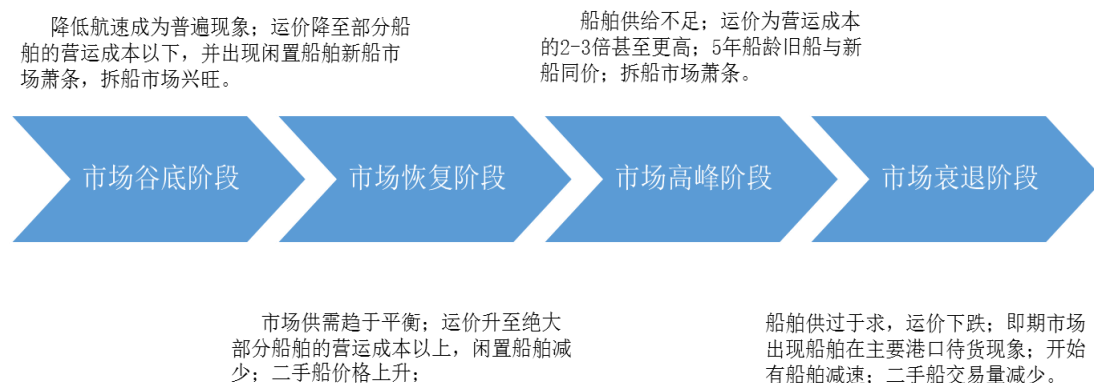 降低航速成为普遍现象；运价降至部分船
舶的营运成本以下，并出现闲置船舶新船市
场萧条，拆船市场兴旺。
船舶供给不足；运价为营运成本
的2-3倍甚至更高；5年船龄旧船与新
船同价；拆船市场萧条。
市场谷底阶段
市场恢复阶段
市场高峰阶段
市场衰退阶段
市场供需趋于平衡；运价升至绝大
部分船舶的营运成本以上，闲置船舶减
少；二手船价格上升；
船舶供过于求，运价下跌；即期市场
出现船舶在主要港口待货现象；开始
有船舶减速；二手船交易量减少。